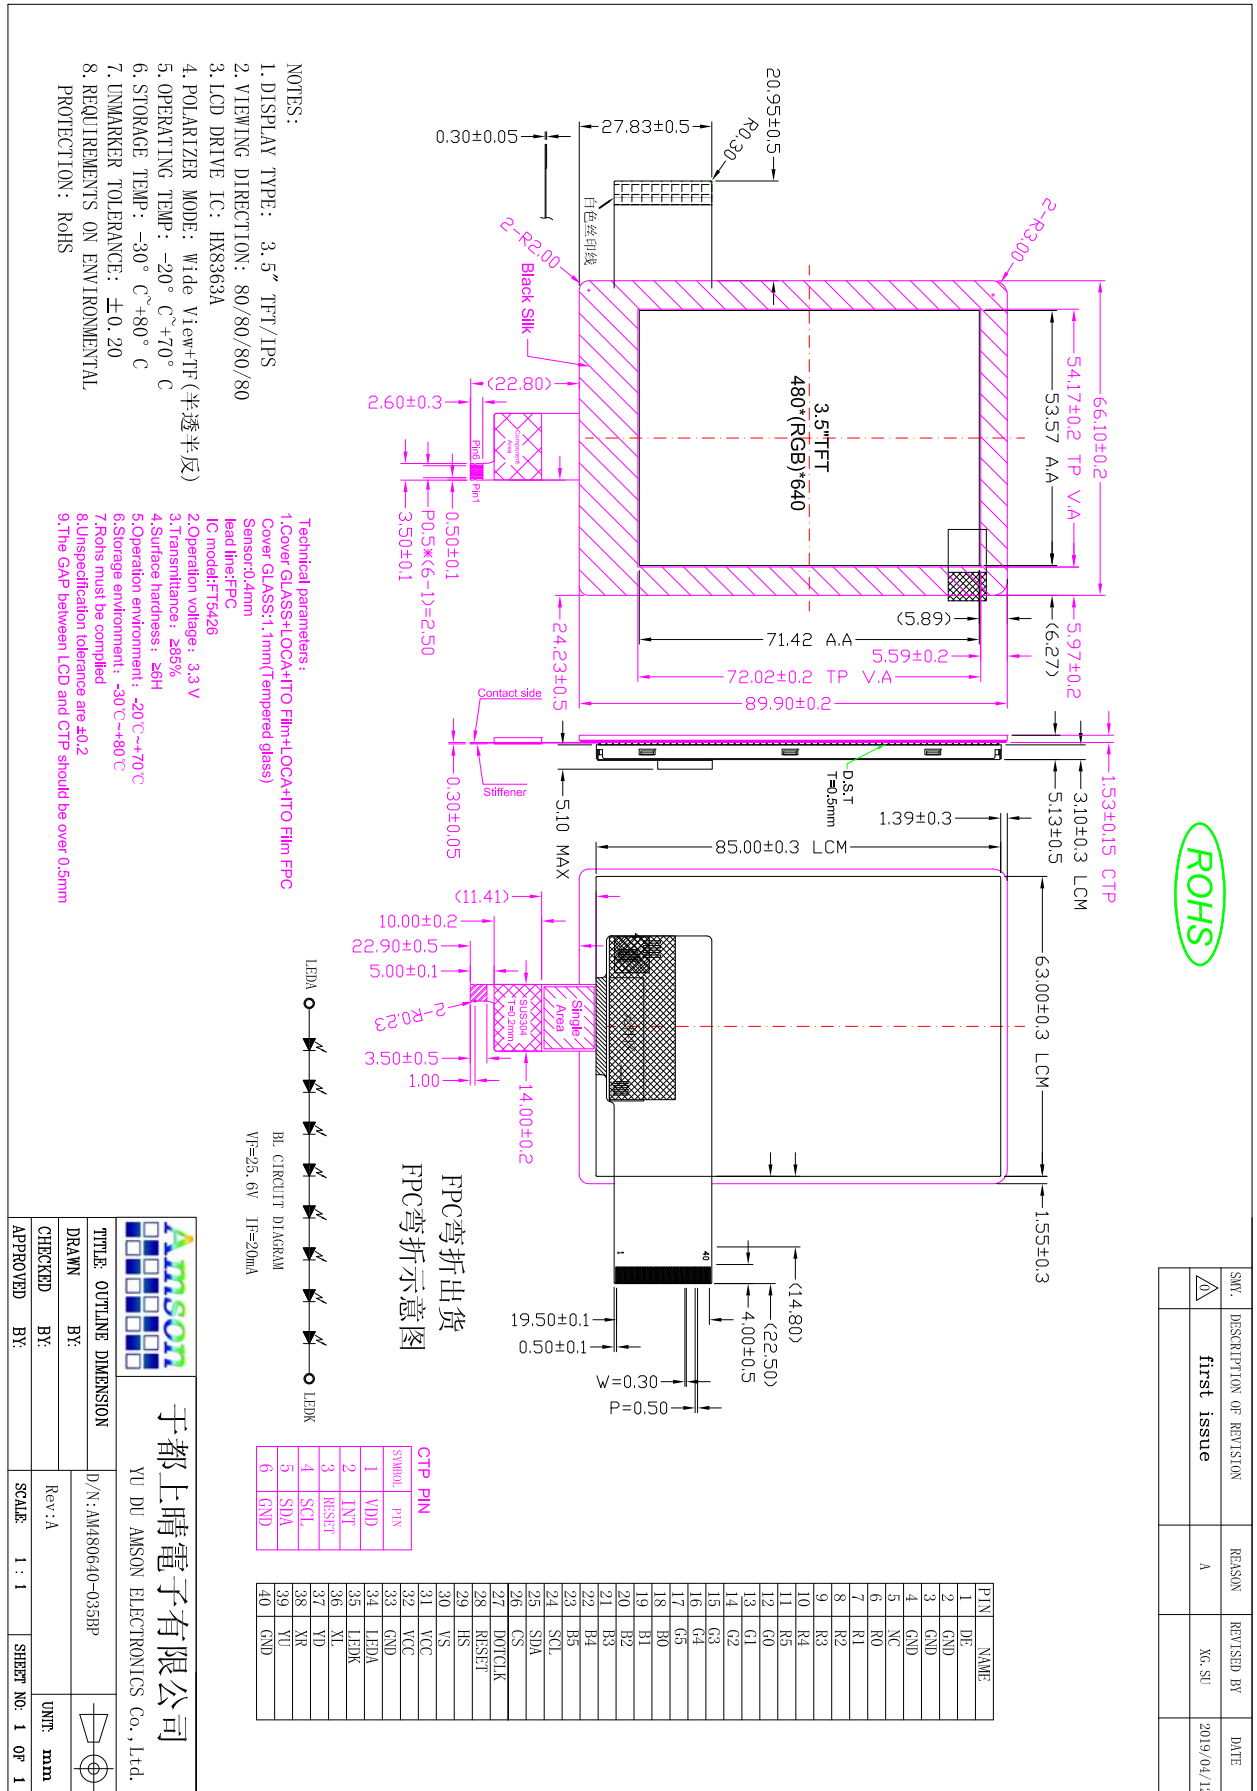 SMY.
DESCRIPTION OF REVISION
REASON
REVISED BY
DATE
0
first issue
A
XG.SU
2019/04/12
ROHS
66.10±0.2
54.17±0.2 TP V.A
53.57 A.A
2-R3.00
20.95±0.5
27.83±0.5
R0.30
0.30±0.05
白色丝印线
2-R2.00
Black Silk
3.5"TFT
480*(RGB)*640
(22.80)
2.60±0.3
Component
Area
Pin6
Pin1
0.50±0.1
P0.5*(6-1)=2.50
3.50±0.1
5.97±0.2
(6.27)
(5.89)
5.59±0.2
71.42 A.A
72.02±0.2 TP V.A
89.90±0.2
24.23±0.5
1.53±0.15 CTP
3.10±0.3 LCM
5.13±0.5
D.S.T
T=0.5mm
5.10 MAX
Contact side
Stiffener
0.30±0.05
1.39±0.3
85.00±0.3 LCM
63.00±0.3 LCM
1.55±0.3
(11.41)
10.00±0.2
22.90±0.5
5.00±0.1
2-R0.23
3.50±0.5
1.00
Single
Area
SUS304
T=0.2mm
14.00±0.2
1
40
(14.80)
(22.50)
4.00±0.5
19.50±0.1
0.50±0.1
W=0.30
P=0.50
FPC弯折出货
FPC弯折示意图
NOTES:
1. DISPLAY TYPE: 3.5" TFT/IPS
2. VIEWING DIRECTION: 80/80/80/80
3. LCD DRIVE IC: HX8363A
4. POLARIZER MODE: Wide View+TF(半透半反)
5. OPERATING TEMP: -20° C~+70° C
6. STORAGE TEMP: -30° C~+80° C
7. UNMARKER TOLERANCE: ±0.20
8. REQUIREMENTS ON ENVIRONMENTAL
PROTECTION: RoHS
Technical parameters:
1.Cover GLASS+LOCA+ITO Film+LOCA+ITO Film FPC
Cover GLASS:1.1mm(Tempered glass)
Sensor:0.4mm
lead line:FPC
IC model:FT5426
2.Operation voltage: 3.3 V
3.Transmittance: ≥85%
4.Surface hardness: ≥6H
5.Operation environment: -20℃~+70℃
6.Storage environment: -30℃~+80℃
7.Rohs must be complied
8.Unspecification tolerance are ±0.2
9.The GAP between LCD and CTP should be over 0.5mm
LEDA
LEDK
BL CIRCUIT DIAGRAM
VF=25.6V IF=20mA
CTP PIN
SYMBOL PIN
1 VDD
2 INT
3 RESET
4 SCL
5 SDA
6 GND
PIN NAME
1 DE
2 GND
3 GND
4 GND
5 NC
6 R0
7 R1
8 R2
9 R3
10 R4
11 R5
12 G0
13 G1
14 G2
15 G3
16 G4
17 G5
18 B0
19 B1
20 B2
21 B3
22 B4
23 B5
24 SCL
25 SDA
26 CS
27 DOTCLK
28 RESET
29 HS
30 VS
31 VCC
32 VCC
33 GND
34 LEDA
35 LEDK
36 XL
37 YD
38 XR
39 YU
40 GND
Amson
于都上晴電子有限公司
YU DU AMSON ELECTRONICS Co., Ltd.
TITLE: OUTLINE DIMENSION
D/N:AM480640-035BP
DRAWN BY:
Rev:A
UNIT: mm
CHECKED BY:
APPROVED BY:
SCALE: 1 : 1
SHEET NO: 1 OF 1